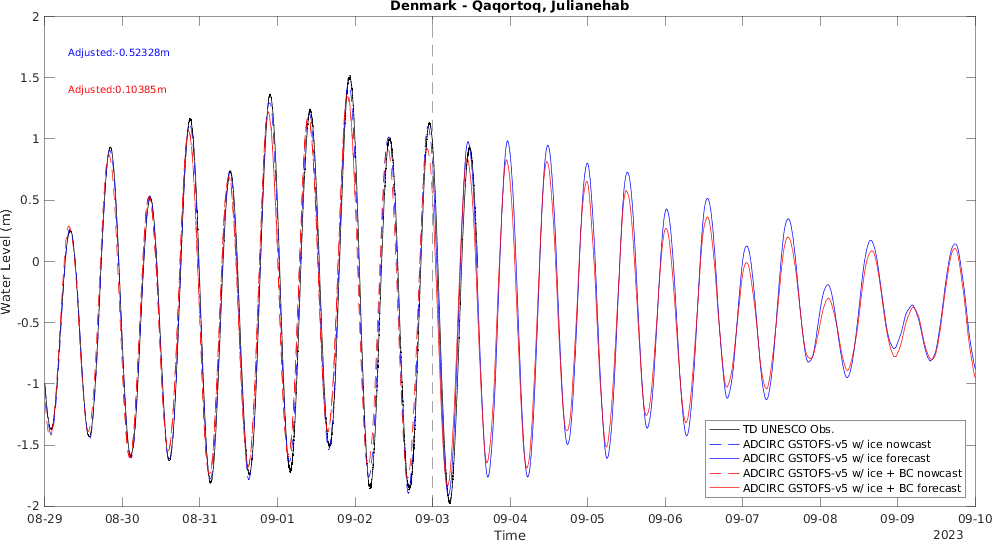 Denmark - Qaqortoq, Julianehab
Adjusted:-0.52328m
Adjusted:0.10385m
Water Level (m)
2
1.5
1
0.5
0
-0.5
-1
-1.5
-2
TD UNESCO Obs.
ADCIRC GSTOFS-v5 w/ ice nowcast
ADCIRC GSTOFS-v5 w/ ice forecast
ADCIRC GSTOFS-v5 w/ ice + BC nowcast
ADCIRC GSTOFS-v5 w/ ice + BC forecast
08-29 08-30 08-31 09-01 09-02 09-03 09-04 09-05 09-06 09-07 09-08 09-09 09-10
Time
2023